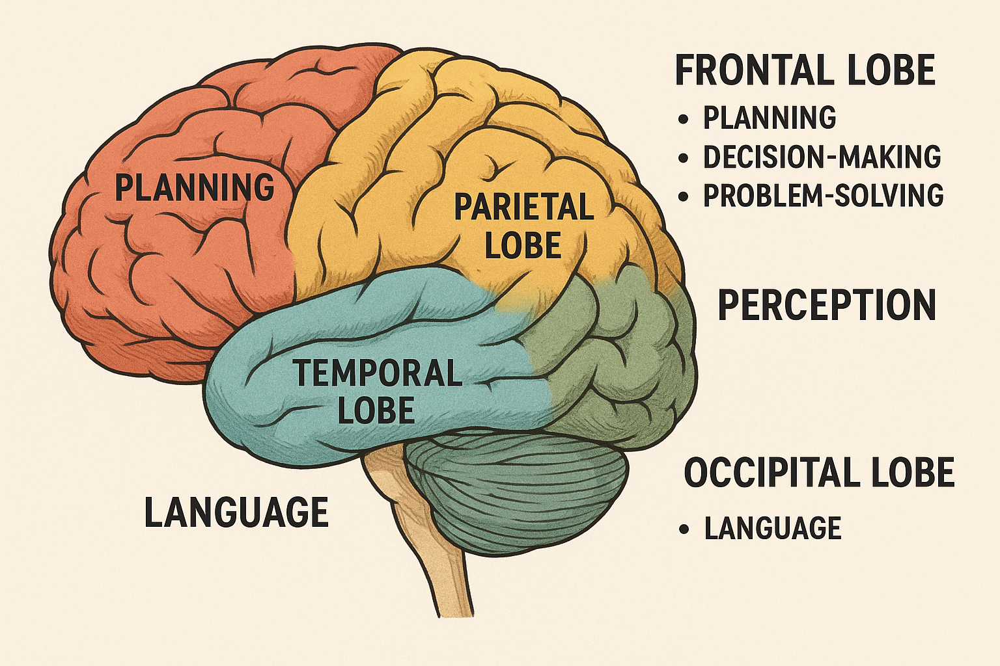 PLANNING
PARIETAL
LOBE
TEMPORAL
LOBE
LANGUAGE
FRONTAL LOBE
• PLANNING
• DECISION-MAKING
• PROBLEM-SOLVING
PERCEPTION
OCCIPITAL LOBE
• LANGUAGE